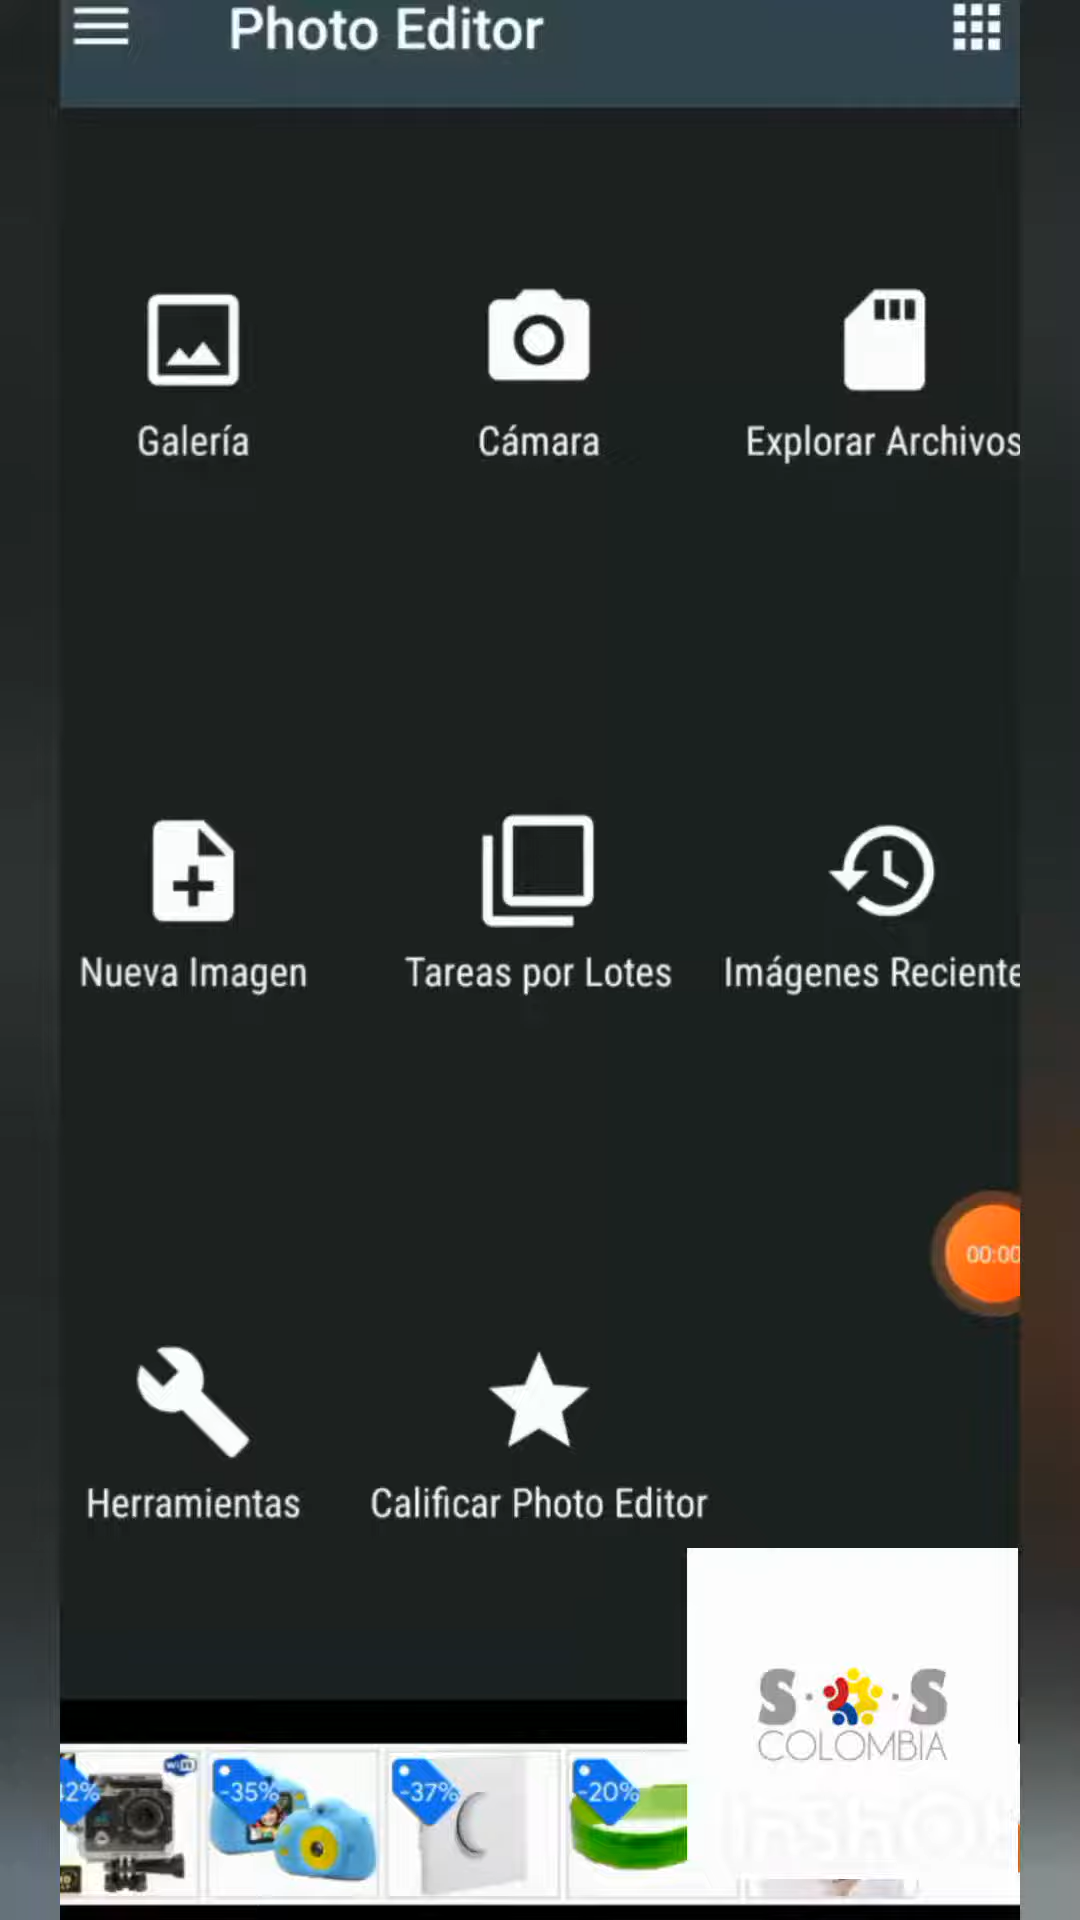 Photo Editor
Galería
Cámara
Explorar Archivos
Nueva Imagen
Tareas por Lotes
Imágenes Reciente
00:00
Herramientas
Calificar Photo Editor
S.O.S
COLOMBIA
WiFi
-35%
-37%
-20%